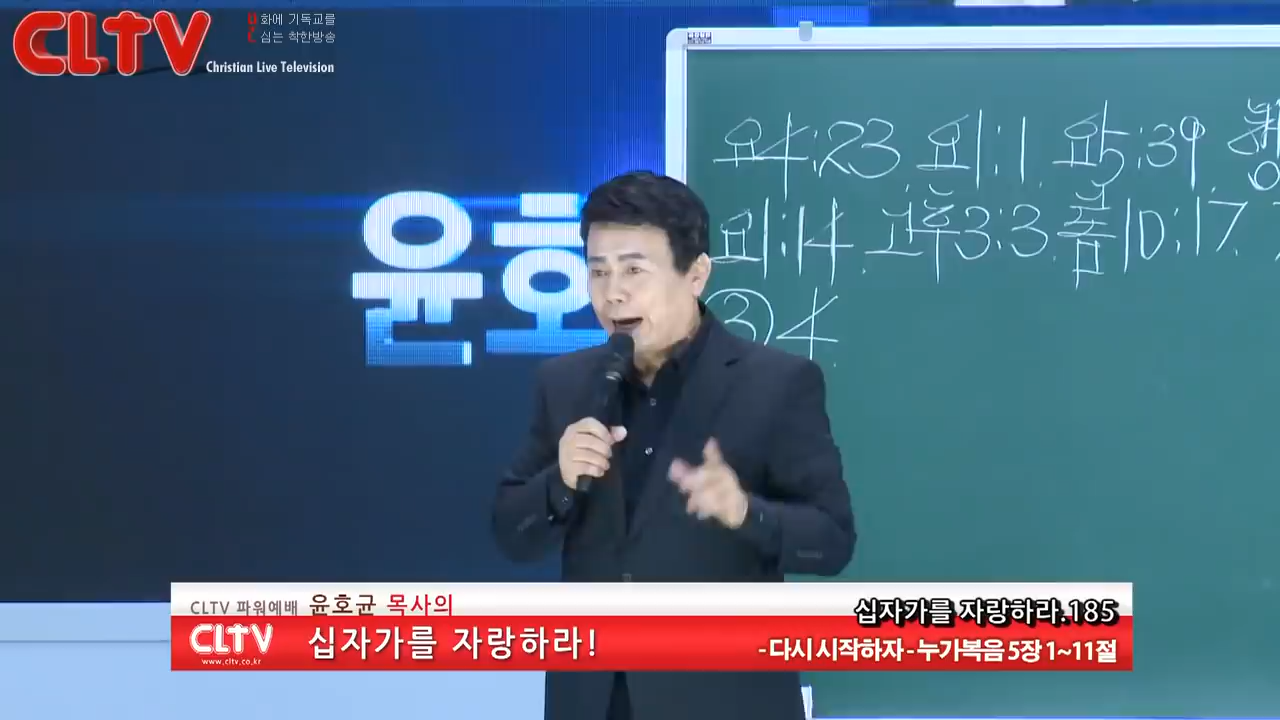 CLTV
화에 기독교를
심는 착한방송
Christian Live Television
요4:23 요1:1 요5:39
요1:14 고후3:3 롬10:17
③4
윤호
CLTV 파워예배 윤호균 목사의
십자가를 자랑하라.185
CLTV
www.cltv.co.kr
십자가를 자랑하라!
- 다시 시작하자 - 누가복음 5장 1~11절